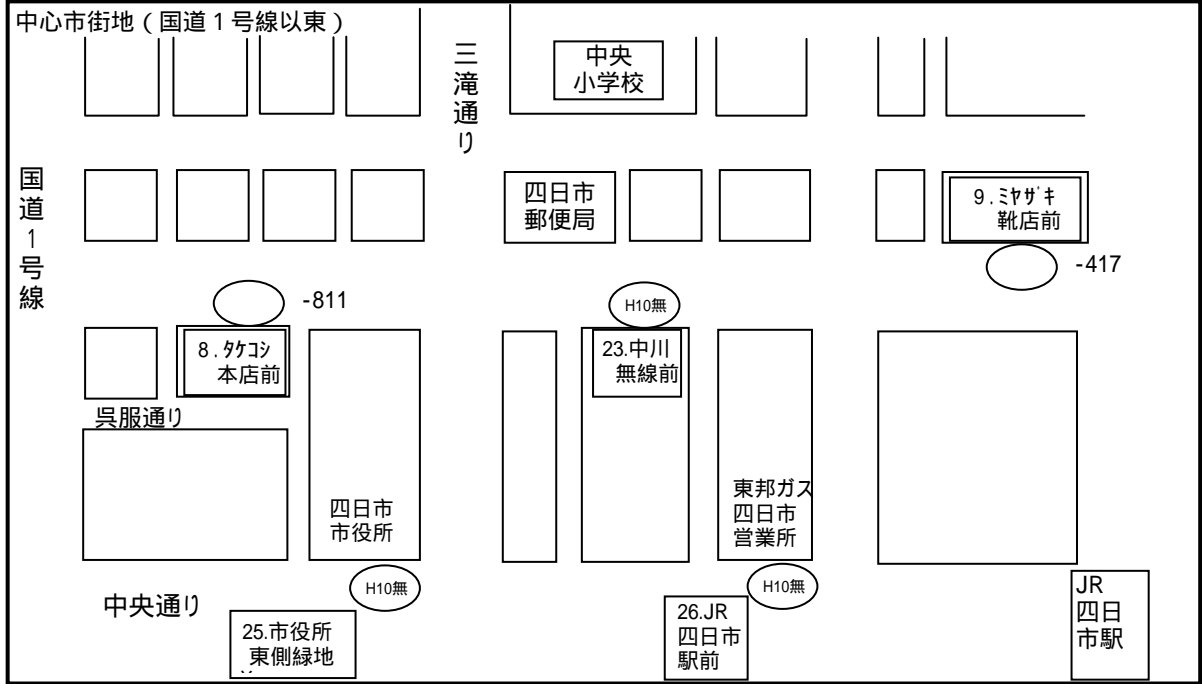 中心市街地（国道１号線以東）
三滝通り
中央
小学校
国道1号線
四日市
郵便局
9.ﾐﾔｻﾞｷ
靴店前
-417
-811
H10無
8.ﾀｹｺｼ
本店前
23.中川
無線前
呉服通り
四日市
市役所
東邦ガス
四日市
営業所
H10無
H10無
中央通り
25.市役所
東側緑地
26.JR
四日市
駅前
JR
四日
市駅